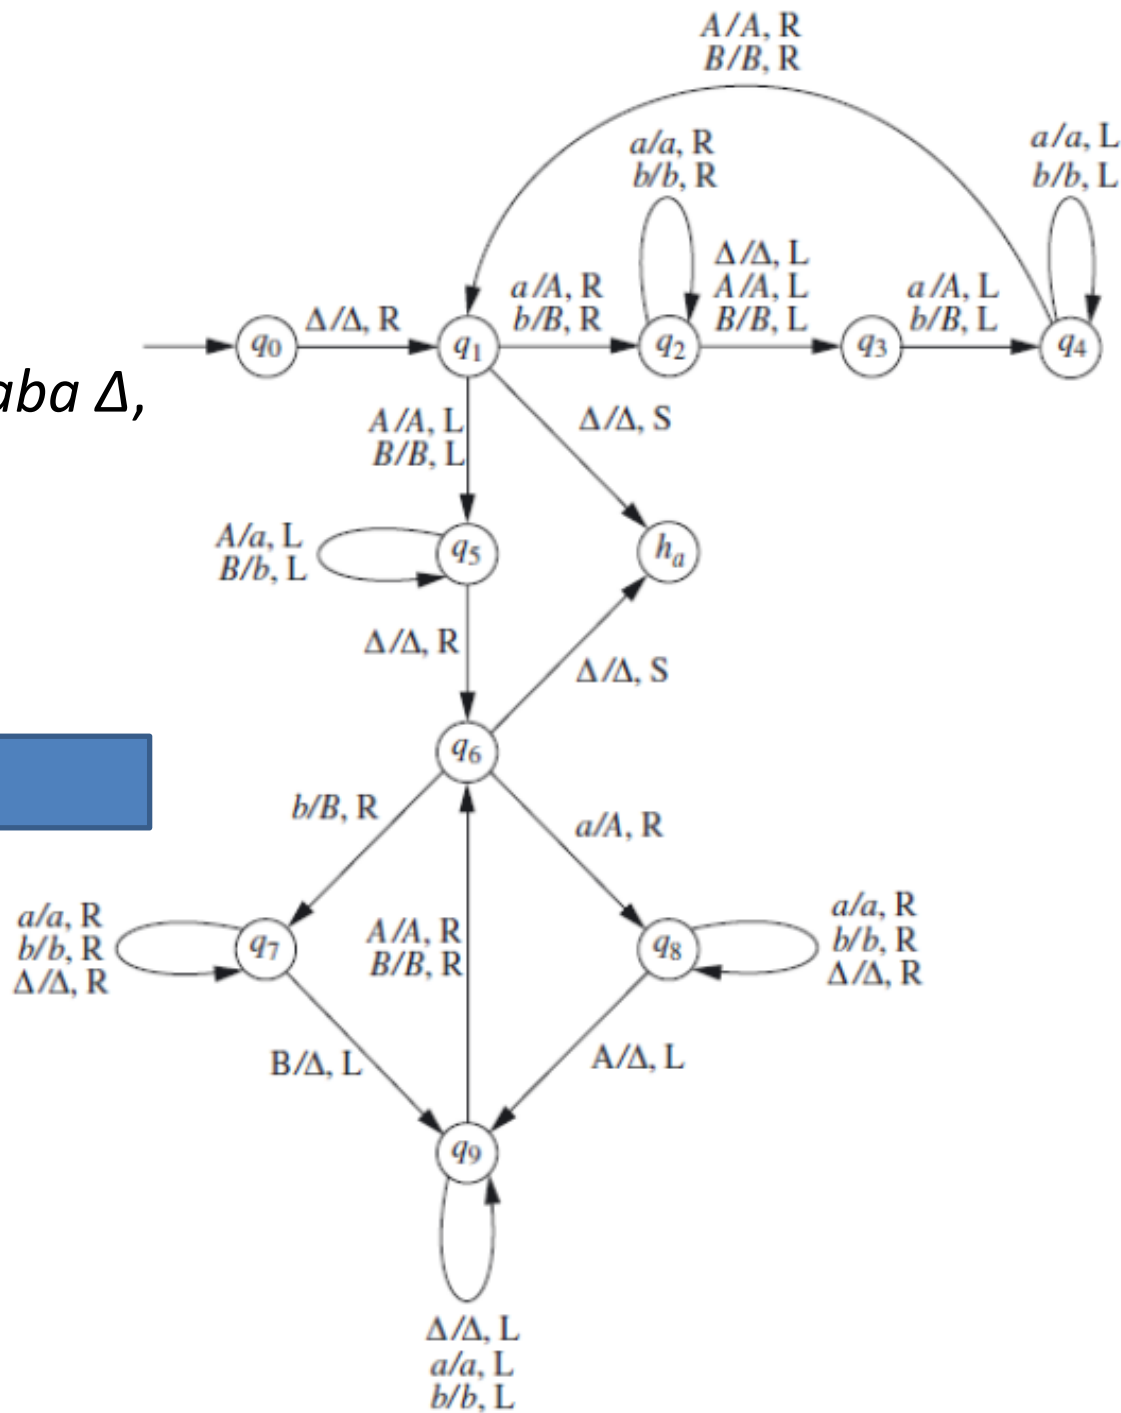 A/A, R
B/B, R
a/a, R
b/b, R
a/a, L
b/b, L
Δ/Δ, L
A/A, L
B/B, L
a/A, R
b/B, R
a/A, L
b/B, L
Δ/Δ, R
q0
q1
q2
q3
q4
aba Δ,
A/A, L
B/B, L
Δ/Δ, S
A/a, L
B/b, L
q5
ha
Δ/Δ, R
Δ/Δ, S
q6
b/B, R
a/A, R
a/a, R
b/b, R
Δ/Δ, R
q7
A/A, R
B/B, R
q8
a/a, R
b/b, R
Δ/Δ, R
B/Δ, L
A/Δ, L
q9
Δ/Δ, L
a/a, L
b/b, L